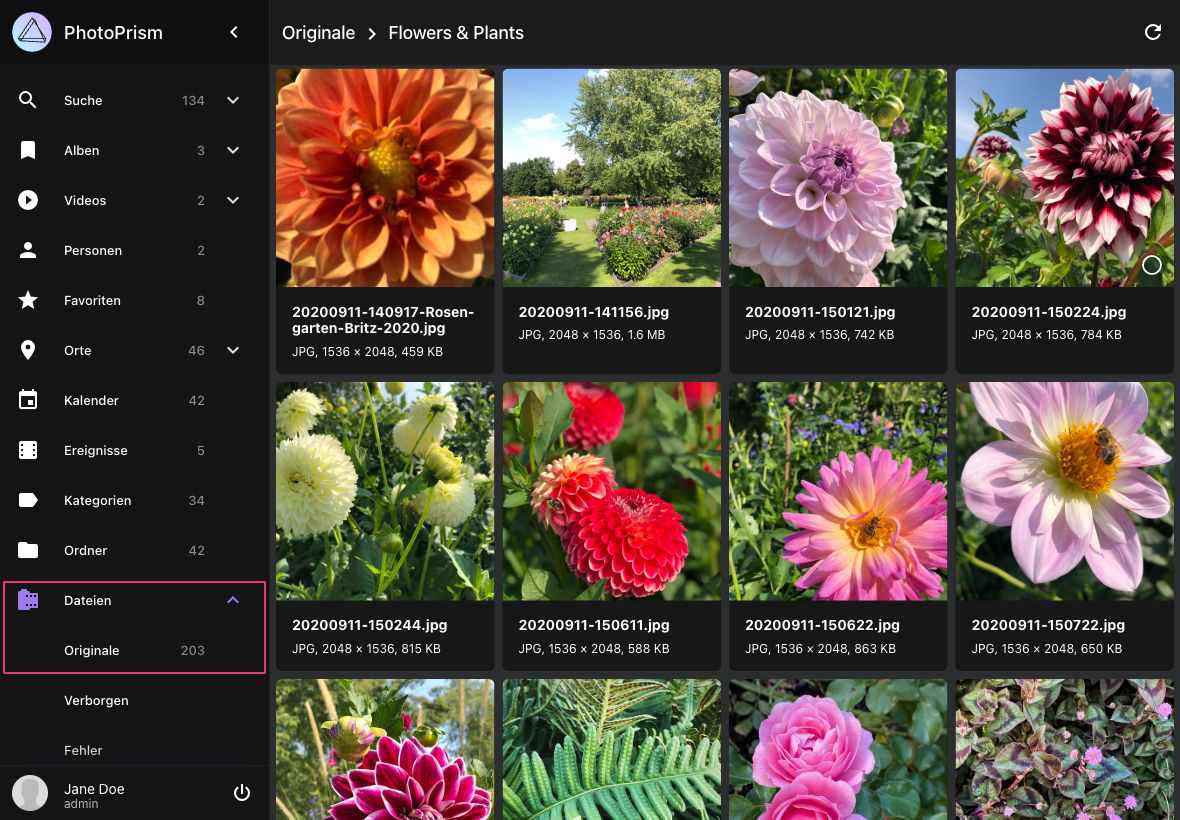 PhotoPrism
Originale > Flowers & Plants
Suche 134
Alben 3
Videos 2
Personen 2
Favoriten 8
Orte 46
Kalender 42
Ereignisse 5
Kategorien 34
Ordner 42
Dateien
Originale 203
Verborgen
Fehler
Jane Doe
admin
20200911-140917-Rosen-
garten-Britz-2020.jpg
JPG, 1536 × 2048, 459 KB
20200911-141156.jpg
JPG, 2048 × 1536, 1.6 MB
20200911-150121.jpg
JPG, 2048 × 1536, 742 KB
20200911-150224.jpg
JPG, 2048 × 1536, 784 KB
20200911-150244.jpg
JPG, 2048 × 1536, 815 KB
20200911-150611.jpg
JPG, 1536 × 2048, 588 KB
20200911-150622.jpg
JPG, 1536 × 2048, 863 KB
20200911-150722.jpg
JPG, 1536 × 2048, 650 KB